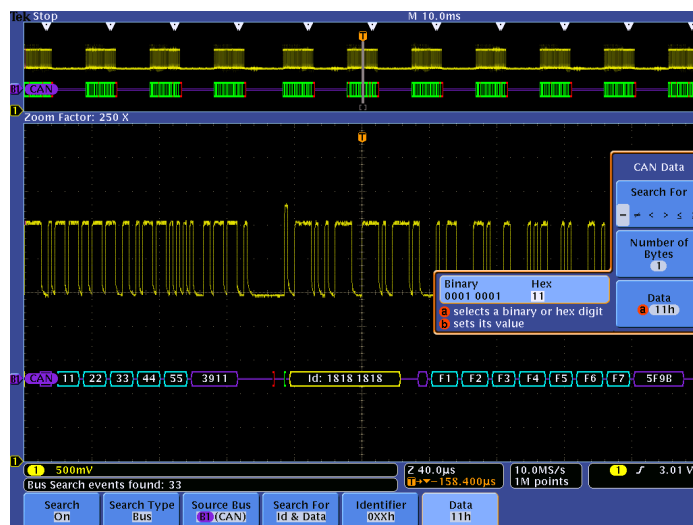 Tek Stop M 10.0ms
T
B1 CAN
1
Zoom Factor: 250 X
T
CAN Data
Search For
= ≠ < > ≤
Number of
Bytes
1
Data
a 11h
Binary Hex
0001 0001 11
a selects a binary or hex digit
b sets its value
B1 CAN 11 22 33 44 55 3911 Id: 1818 1818 F1 F2 F3 F4 F5 F6 F7 5F9B
1
1 500mV
Z 40.0µs
T→▼-158.400µs
10.0MS/s
1M points
1 ∫ 3.01 V
Bus Search events found: 33
Search
On
Search Type
Bus
Source Bus
B1 (CAN)
Search For
Id & Data
Identifier
0XXh
Data
11h